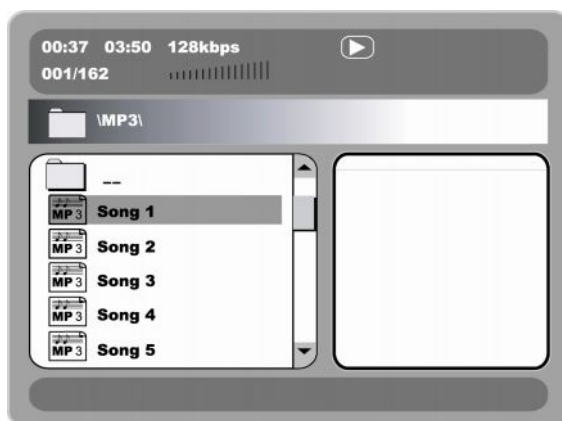 00:37 03:50 128kbps
001/162
\MP3\
--
MP3 Song 1
MP3 Song 2
MP3 Song 3
MP3 Song 4
MP3 Song 5